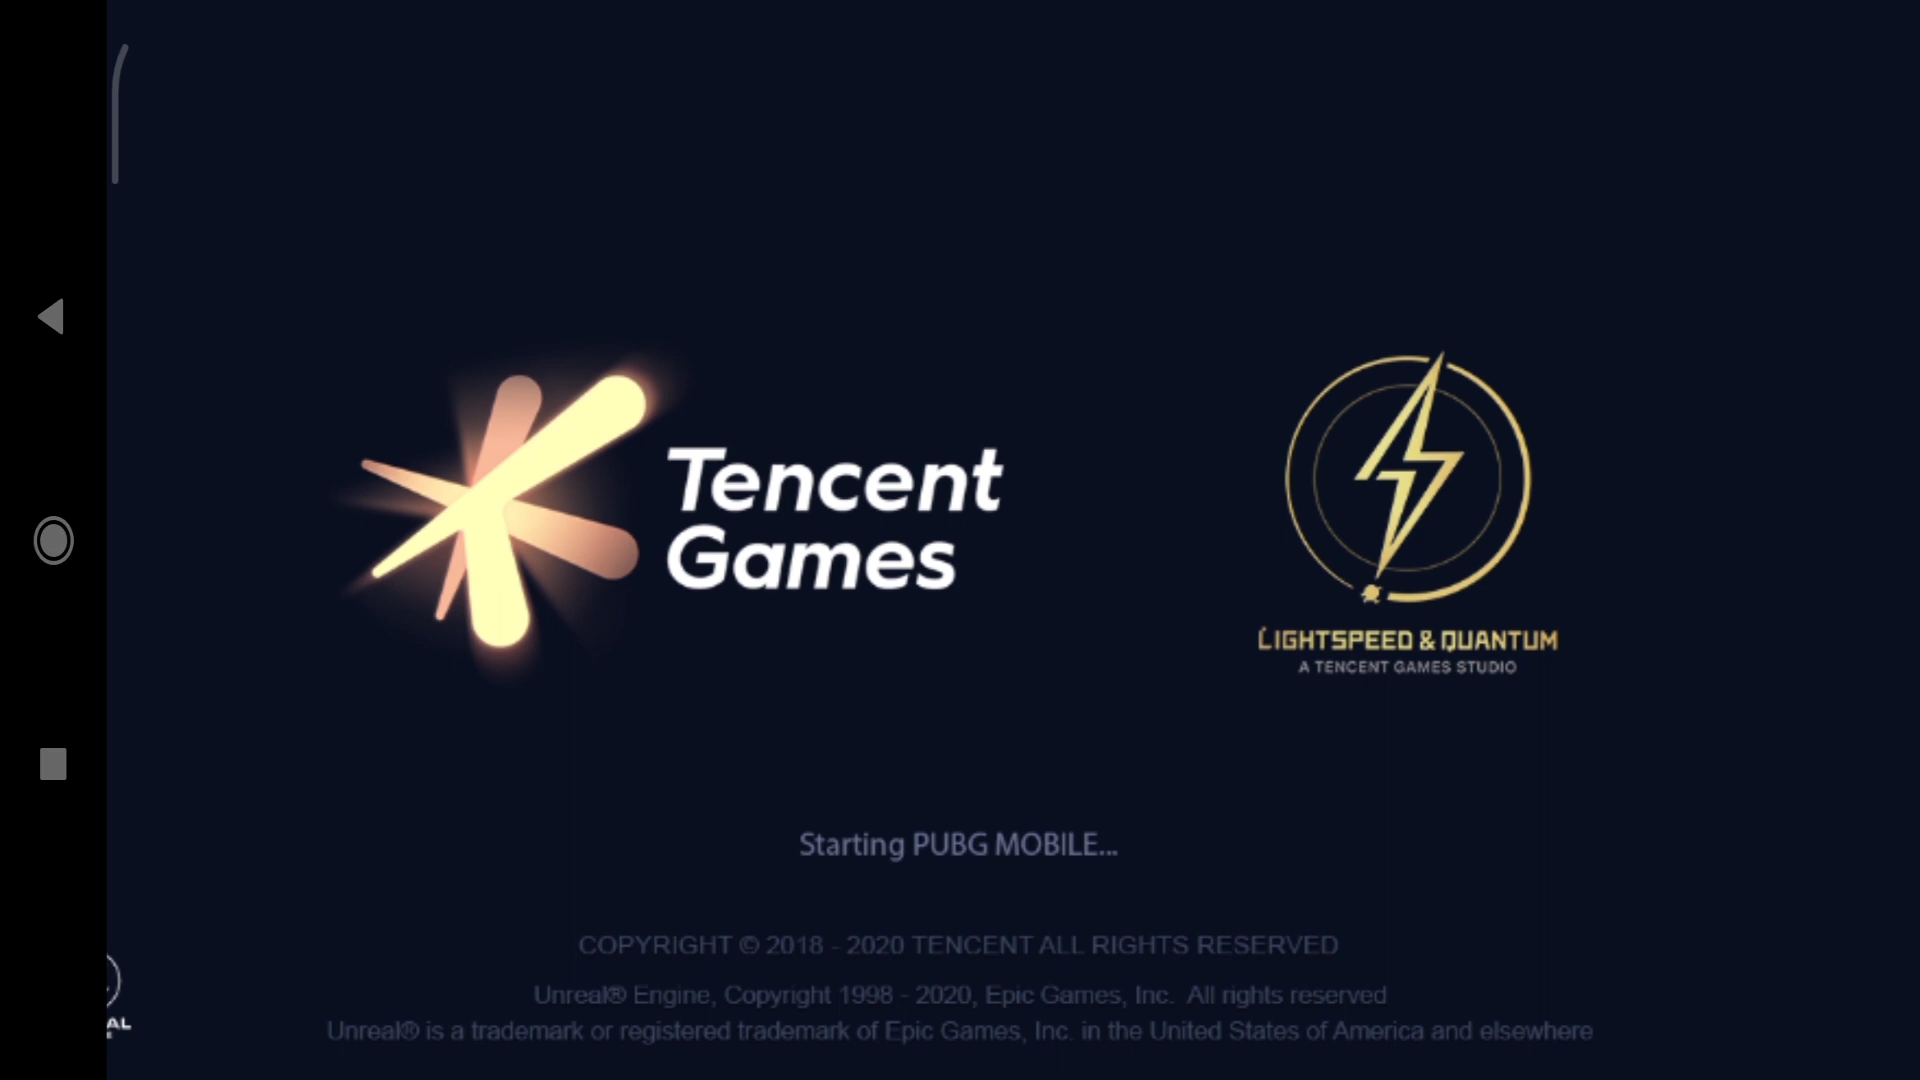 Tencent
Games
LIGHTSPEED & QUANTUM
A TENCENT GAMES STUDIO
Starting PUBG MOBILE...
COPYRIGHT © 2018 - 2020 TENCENT ALL RIGHTS RESERVED
Unreal® Engine, Copyright 1998 - 2020, Epic Games, Inc. All rights reserved
Unreal® is a trademark or registered trademark of Epic Games, Inc. in the United States of America and elsewhere